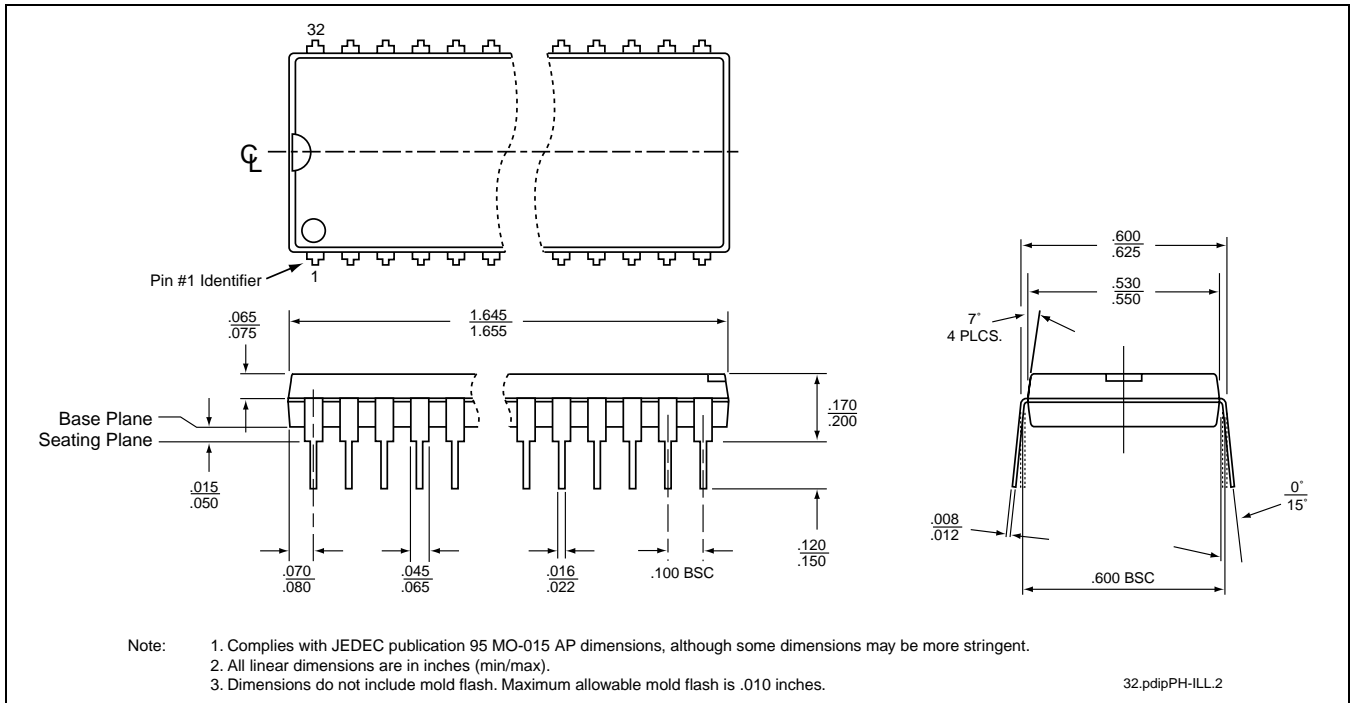 32
℄
Pin #1 Identifier
1
.065
.075
1.645
1.655
Base Plane
Seating Plane
.015
.050
.170
.200
.070
.080
.045
.065
.016
.022
.100 BSC
.120
.150
.600
.625
.530
.550
7°
4 PLCS.
.008
.012
0°
15°
.600 BSC
Note: 1. Complies with JEDEC publication 95 MO-015 AP dimensions, although some dimensions may be more stringent.
2. All linear dimensions are in inches (min/max).
3. Dimensions do not include mold flash. Maximum allowable mold flash is .010 inches.
32.pdipPH-ILL.2